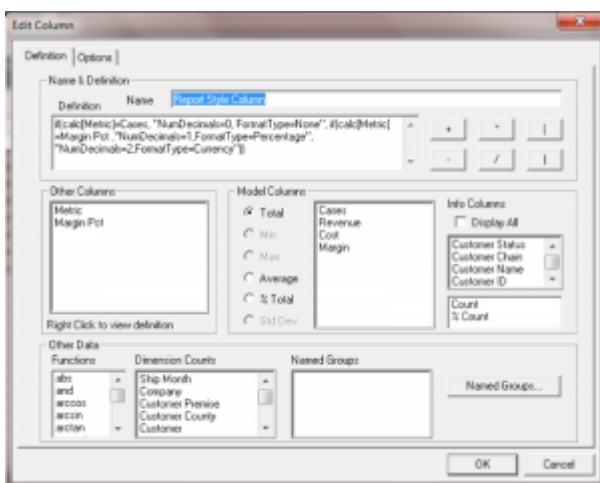 Edit Column
Definition Options
Name & Definition
Definition Name Report Style Column
if(calc[Metric]=Cases, "NumDecimals=0, FormatType=None", if(calc[Metric]
=Margin Pct ,"NumDecimals=1,FormatType=Percentage",
"NumDecimals=2,FormatType=Currency"))
+
-
/
Other Columns
Metric
Margin Pct
Right Click to view definition
Model Columns
Total
Min
Max
Average
% Total
Std Dev
Cases
Revenue
Cost
Margin
Info Columns
Display All
Customer Status
Customer Chain
Customer Name
Customer ID
Count
% Count
Other Data
Functions
abs
and
arccos
arcsin
arctan
Dimension Counts
Ship Month
Company
Customer Premise
Customer County
Customer
Named Groups
Named Groups...
OK Cancel